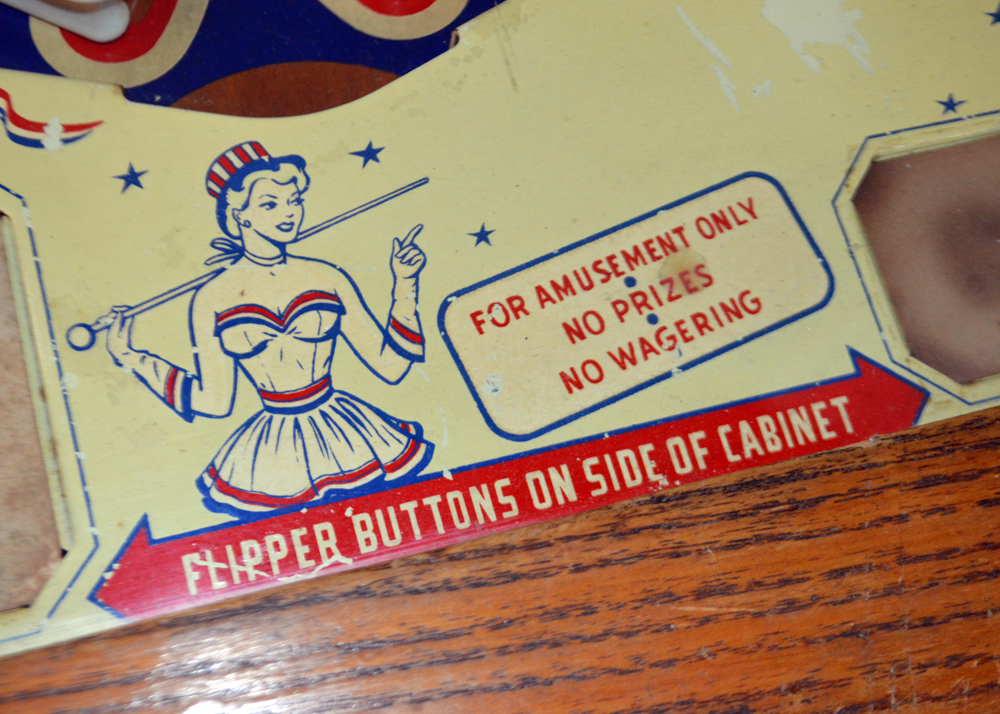 FOR AMUSEMENT ONLY
NO PRIZES
NO WAGERING
FLIPPER BUTTONS ON SIDE OF CABINET